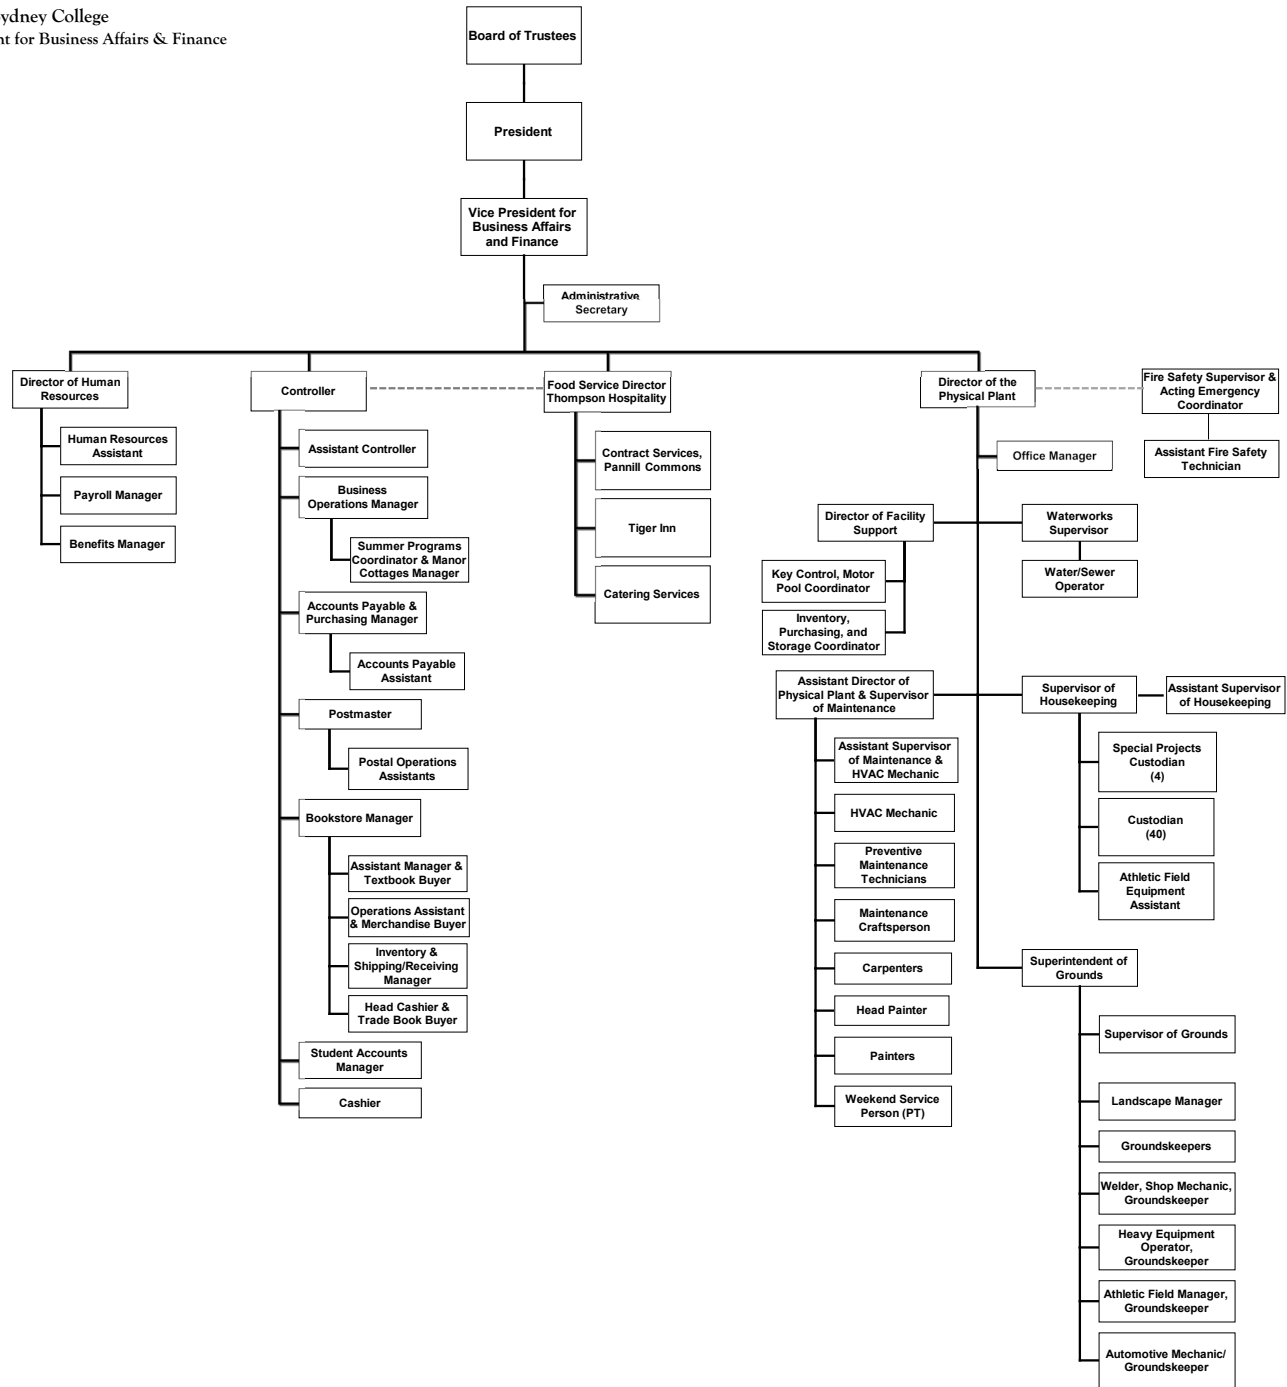 ydney College
nt for Business Affairs & Finance
Board of Trustees
President
Vice President for
Business Affairs
and Finance
Administrative
Secretary
Director of Human
Resources
Human Resources
Assistant
Payroll Manager
Benefits Manager
Controller
Assistant Controller
Business
Operations Manager
Summer Programs
Coordinator & Manor
Cottages Manager
Accounts Payable &
Purchasing Manager
Accounts Payable
Assistant
Postmaster
Postal Operations
Assistants
Bookstore Manager
Assistant Manager &
Textbook Buyer
Operations Assistant
& Merchandise Buyer
Inventory &
Shipping/Receiving
Manager
Head Cashier &
Trade Book Buyer
Student Accounts
Manager
Cashier
Food Service Director
Thompson Hospitality
Contract Services,
Pannill Commons
Tiger Inn
Catering Services
Director of the
Physical Plant
Fire Safety Supervisor &
Acting Emergency
Coordinator
Assistant Fire Safety
Technician
Office Manager
Director of Facility
Support
Key Control, Motor
Pool Coordinator
Inventory,
Purchasing, and
Storage Coordinator
Waterworks
Supervisor
Water/Sewer
Operator
Assistant Director of
Physical Plant & Supervisor
of Maintenance
Assistant Supervisor
of Maintenance &
HVAC Mechanic
HVAC Mechanic
Preventive
Maintenance
Technicians
Maintenance
Craftsperson
Carpenters
Head Painter
Painters
Weekend Service
Person (PT)
Supervisor of
Housekeeping
Assistant Supervisor
of Housekeeping
Special Projects
Custodian
(4)
Custodian
(40)
Athletic Field
Equipment
Assistant
Superintendent of
Grounds
Supervisor of Grounds
Landscape Manager
Groundskeepers
Welder, Shop Mechanic,
Groundskeeper
Heavy Equipment
Operator,
Groundskeeper
Athletic Field Manager,
Groundskeeper
Automotive Mechanic/
Groundskeeper